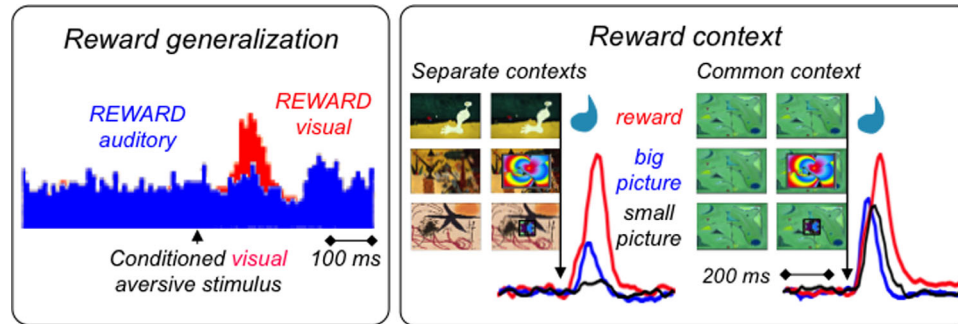 Reward generalization
REWARD
auditory
REWARD
visual
Conditioned visual
aversive stimulus
100 ms
Reward context
Separate contexts
Common context
reward
big
picture
small
picture
200 ms